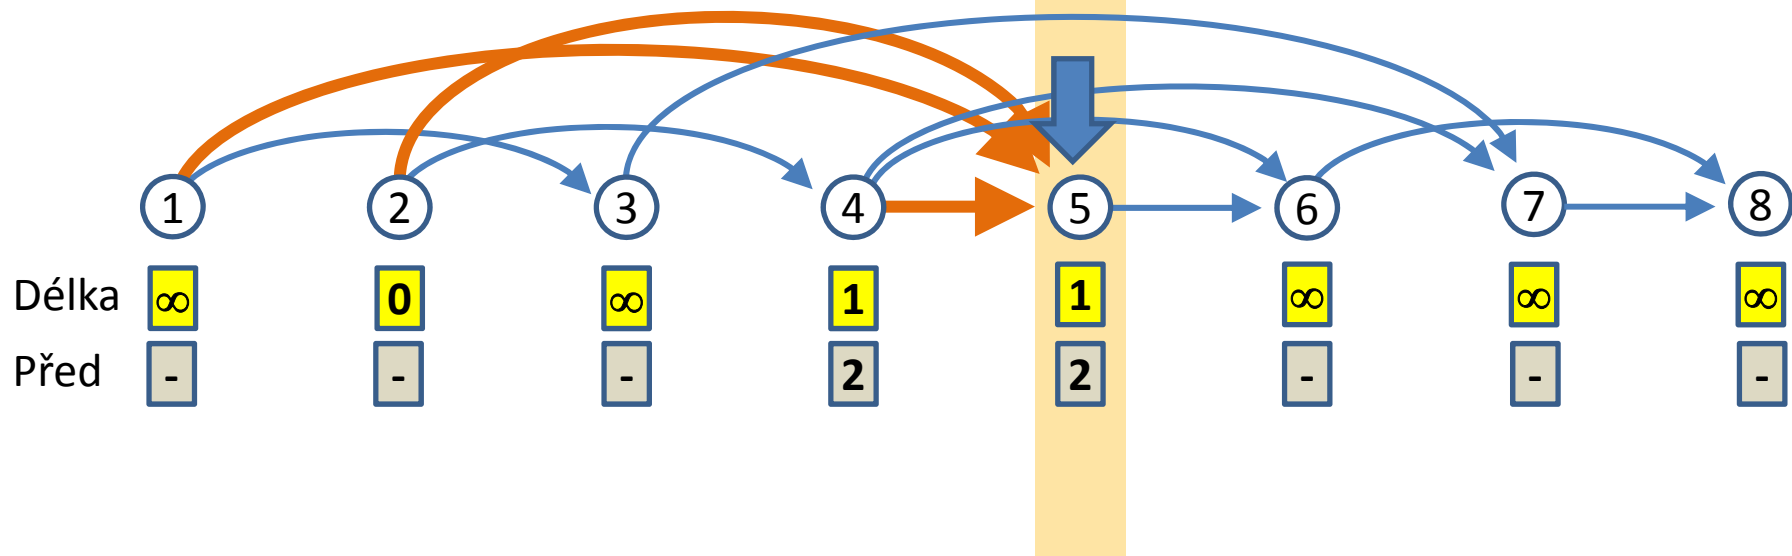 1 2 3 4 5 6 7 8
Délka ∞ 0 ∞ 1 1 ∞ ∞ ∞
Před - - - 2 2 - - -